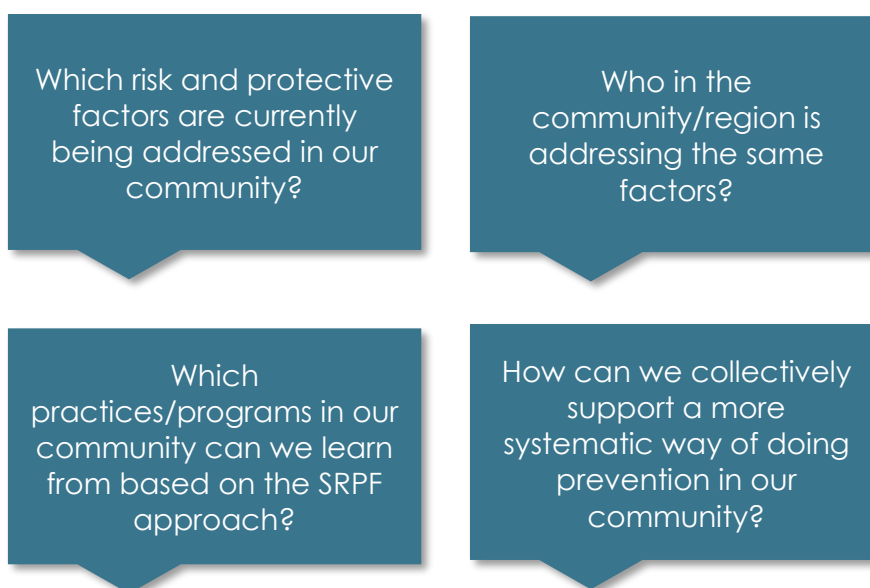 Which risk and protective
factors are currently
being addressed in our
community?
Who in the
community/region is
addressing the same
factors?
Which
practices/programs in our
community can we learn
from based on the SRPF
approach?
How can we collectively
support a more
systematic way of doing
prevention in our
community?